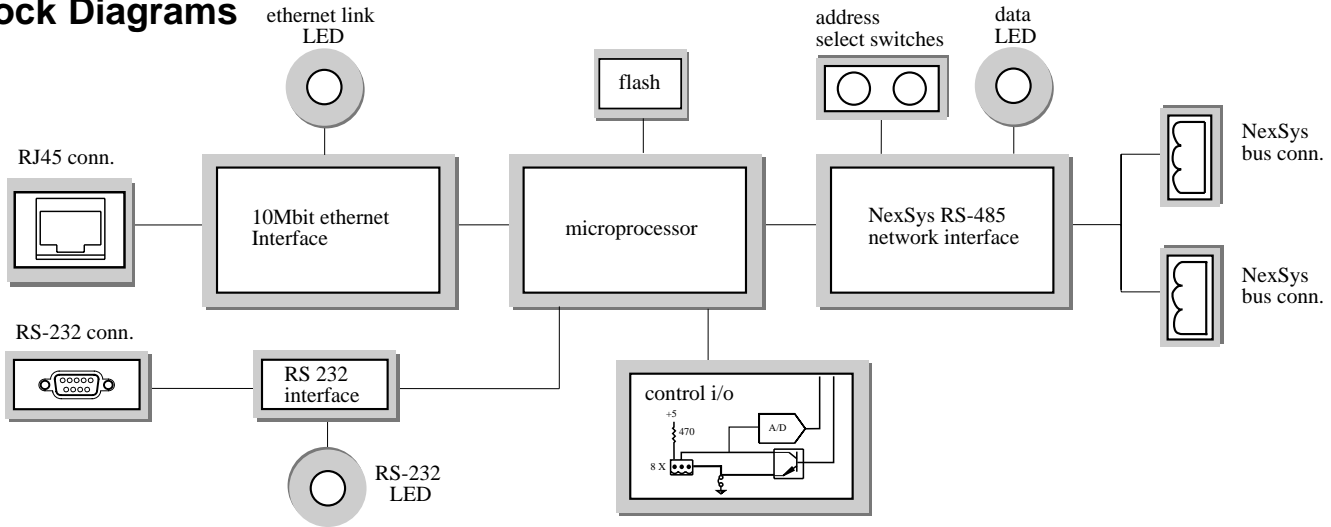 ock Diagrams
ethernet link
LED
address
select switches
data
LED
flash
NexSys
bus conn.
RJ45 conn.
10Mbit ethernet
Interface
microprocessor
NexSys RS-485
network interface
NexSys
bus conn.
RS-232 conn.
RS 232
interface
control i/o
+5
470
A/D
8 X
RS-232
LED